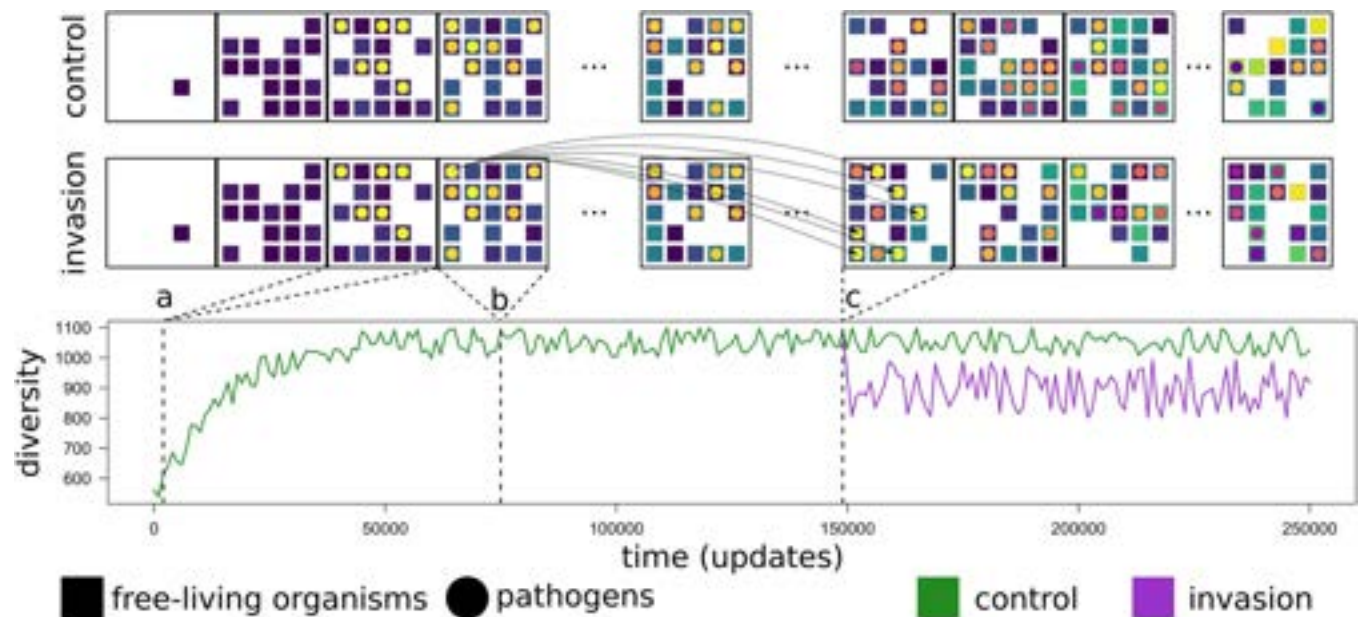 control
... ... ...
invasion
... ... ...
a b c
diversity
1100
1000
900
800
700
600
0 50000 100000 150000 200000 250000
time (updates)
free-living organisms pathogens control invasion